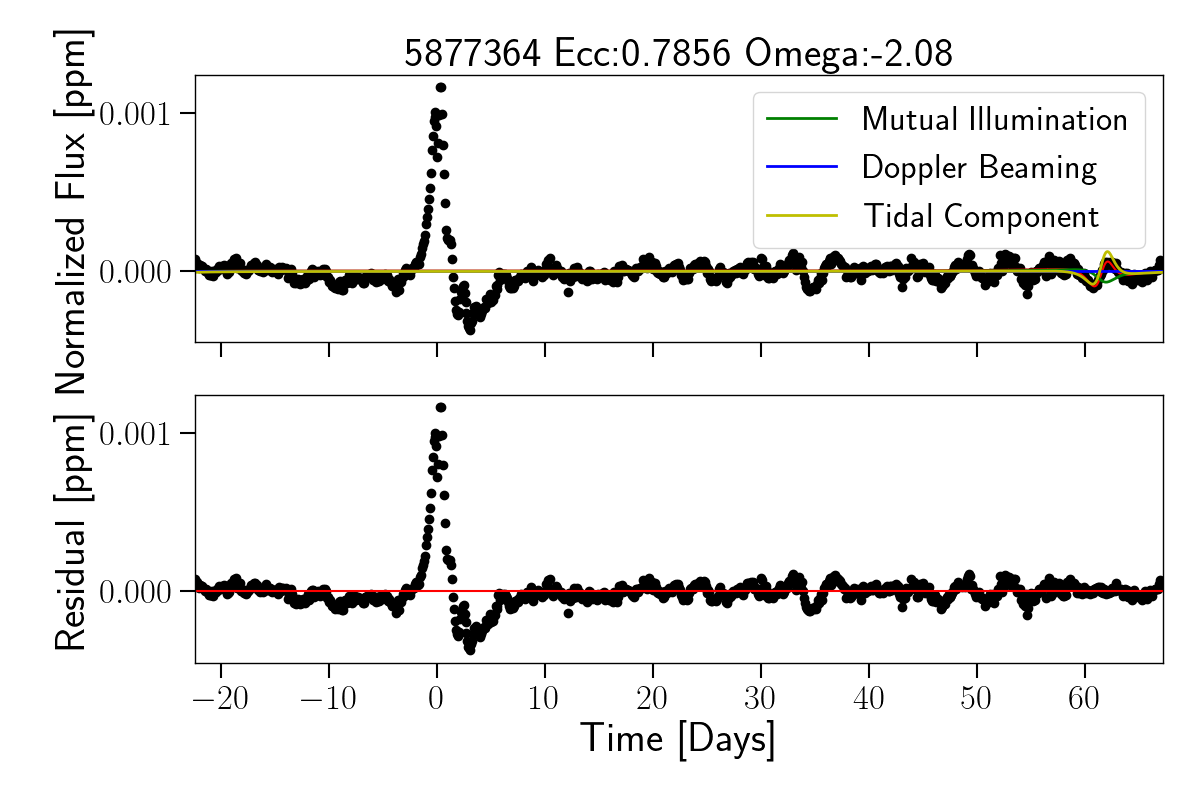 5877364 Ecc:0.7856 Omega:-2.08
Normalized Flux [ppm]
0.001
0.000
Mutual Illumination
Doppler Beaming
Tidal Component
Residual [ppm]
0.001
0.000
−20 −10 0 10 20 30 40 50 60
Time [Days]